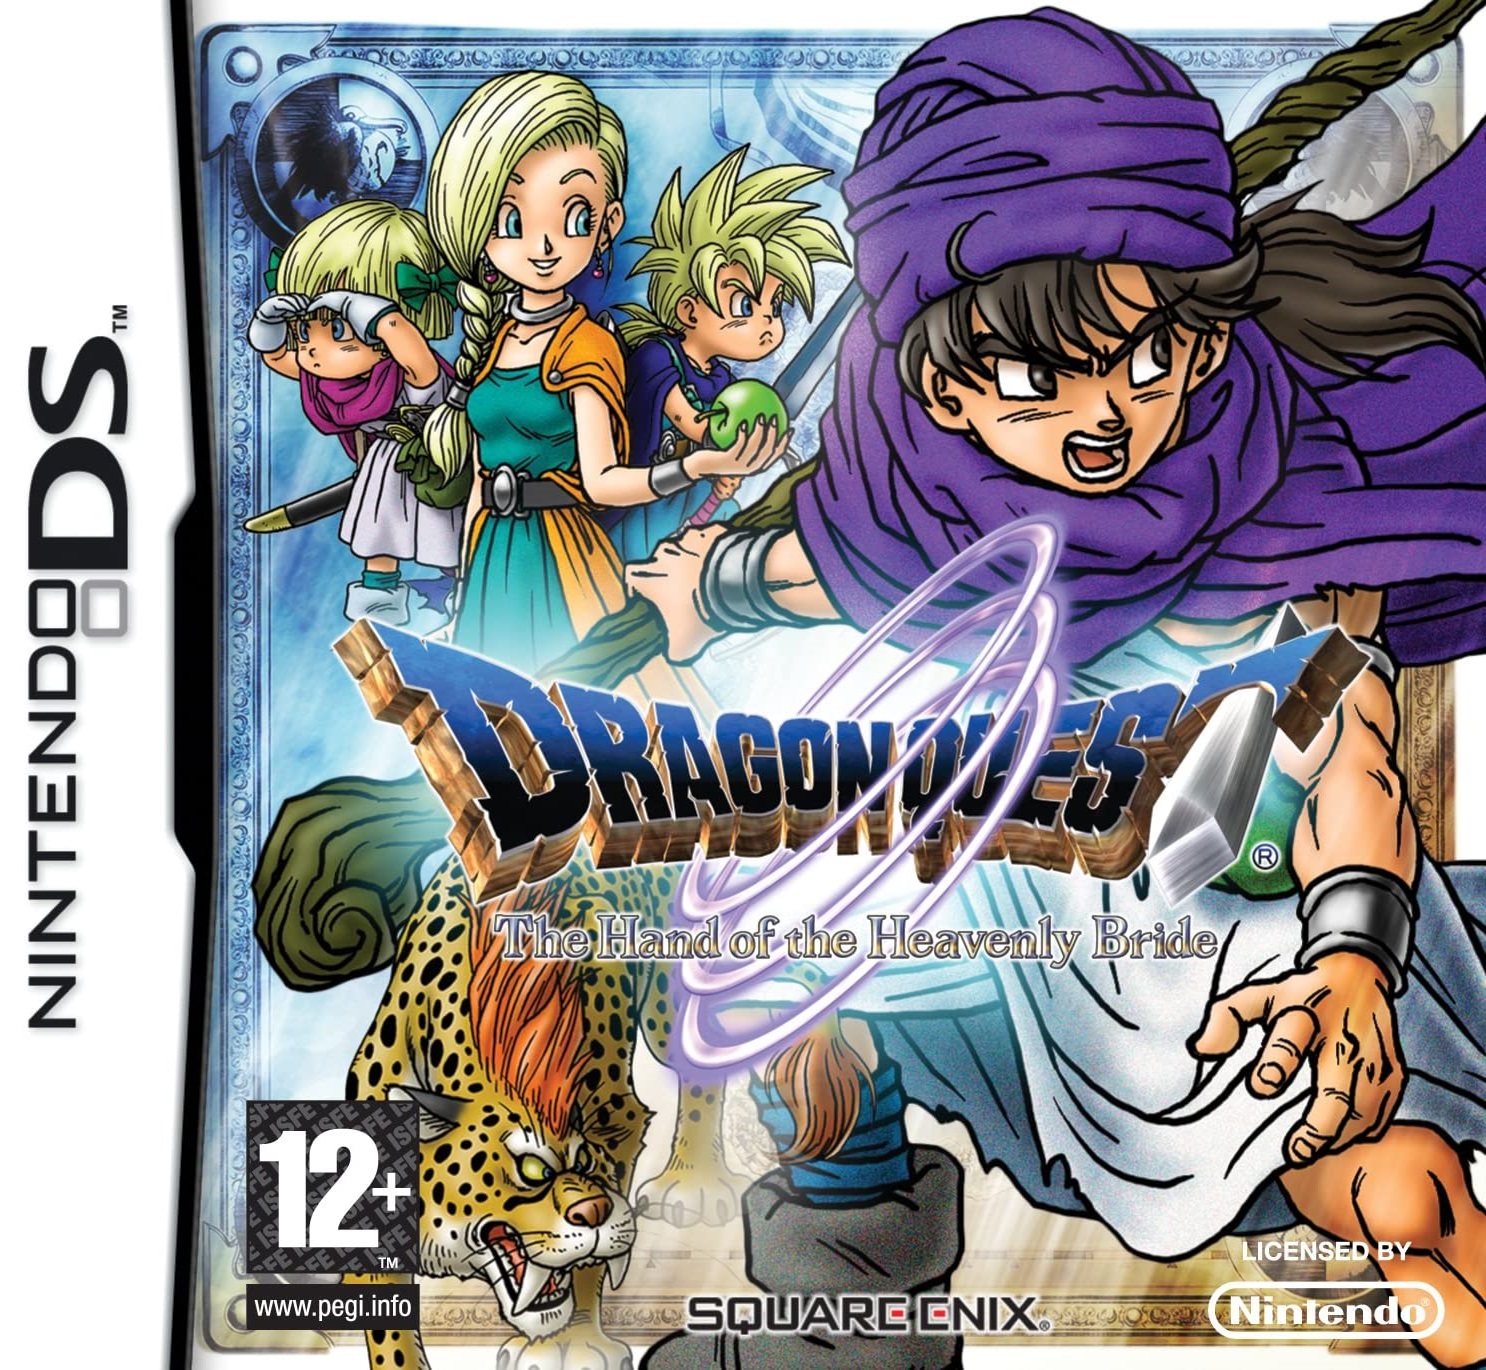 NINTENDO DS™
DRAGON QUEST®
The Hand of the Heavenly Bride
12+
™
www.pegi.info
SQUARE ENIX®
LICENSED BY
Nintendo®